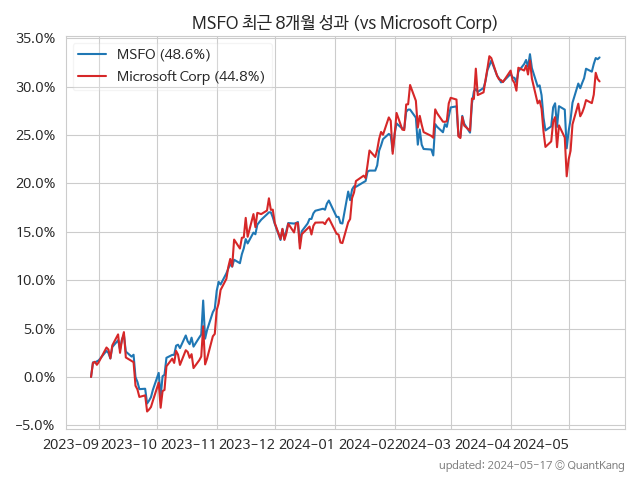 MSFO 최근 8개월 성과 (vs Microsoft Corp)
35.0%
MSFO (48.6%)
Microsoft Corp (44.8%)
30.0%
25.0%
20.0%
15.0%
10.0%
5.0%
0.0%
−5.0%
2023-09 2023-10 2023-11 2023-12 2024-01 2024-02 2024-03 2024-04 2024-05
updated: 2024-05-17 © QuantKang